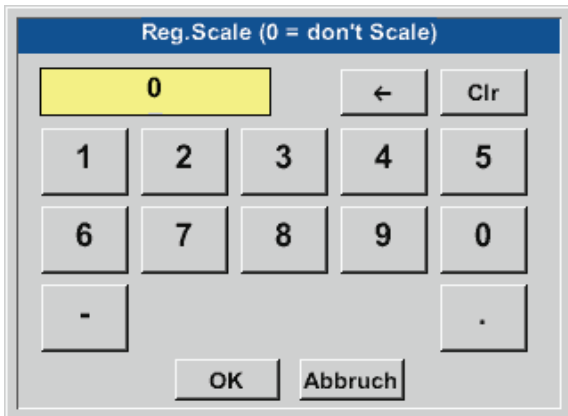 Reg.Scale (0 = don't Scale)
0 ← Clr
1 2 3 4 5
6 7 8 9 0
- .
OK Abbruch